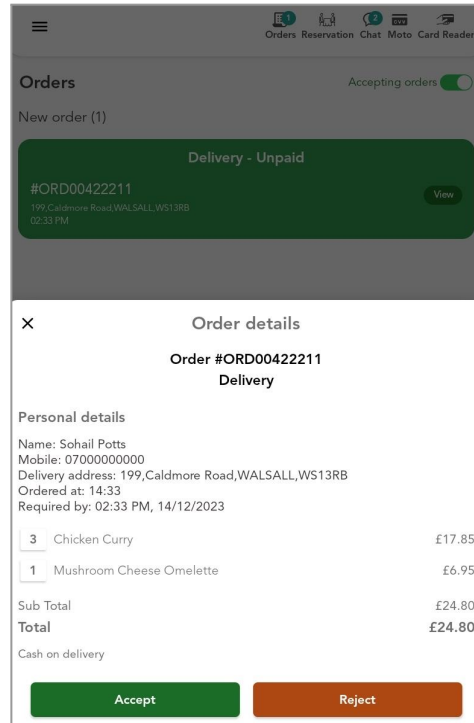 1
2
Orders Reservation Chat Moto Card Reader
Orders
Accepting orders
New order (1)
Delivery - Unpaid
#ORD00422211
View
199,Caldmore Road,WALSALL,WS13RB
02:33 PM
Order details
Order #ORD00422211
Delivery
Personal details
Name: Sohail Potts
Mobile: 07000000000
Delivery address: 199,Caldmore Road,WALSALL,WS13RB
Ordered at: 14:33
Required by: 02:33 PM, 14/12/2023
3 Chicken Curry £17.85
1 Mushroom Cheese Omelette £6.95
Sub Total £24.80
Total £24.80
Cash on delivery
Accept Reject